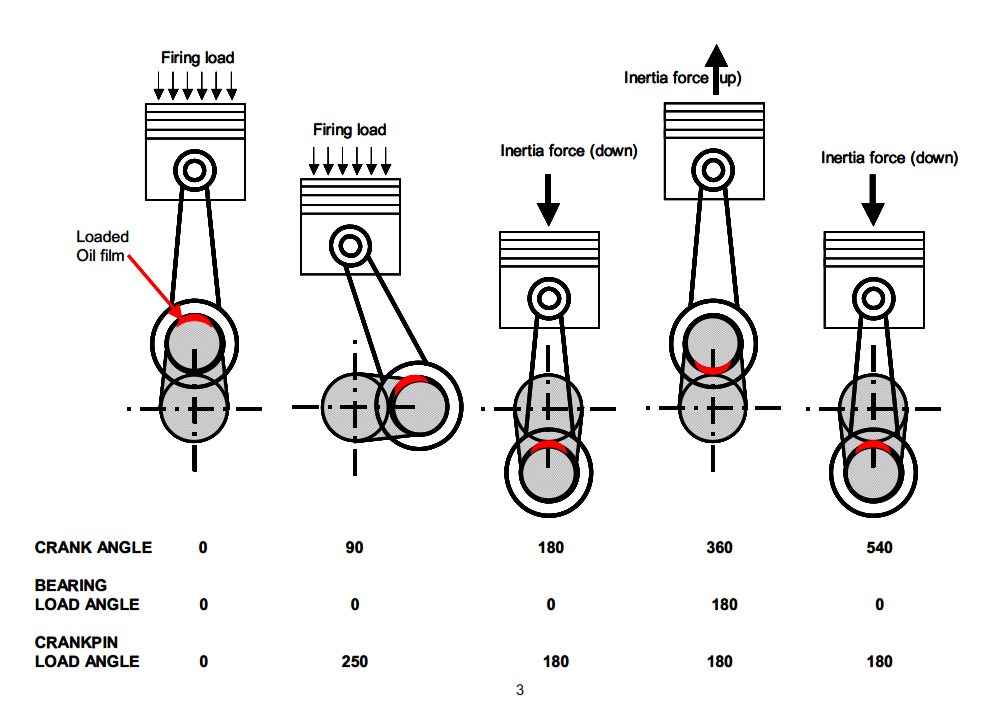 Firing load
Inertia force (up)
Firing load
Inertia force (down)
Inertia force (down)
Loaded
Oil film
CRANK ANGLE 0 90 180 360 540
BEARING
LOAD ANGLE 0 0 0 180 0
CRANKPIN
LOAD ANGLE 0 250 180 180 180
3